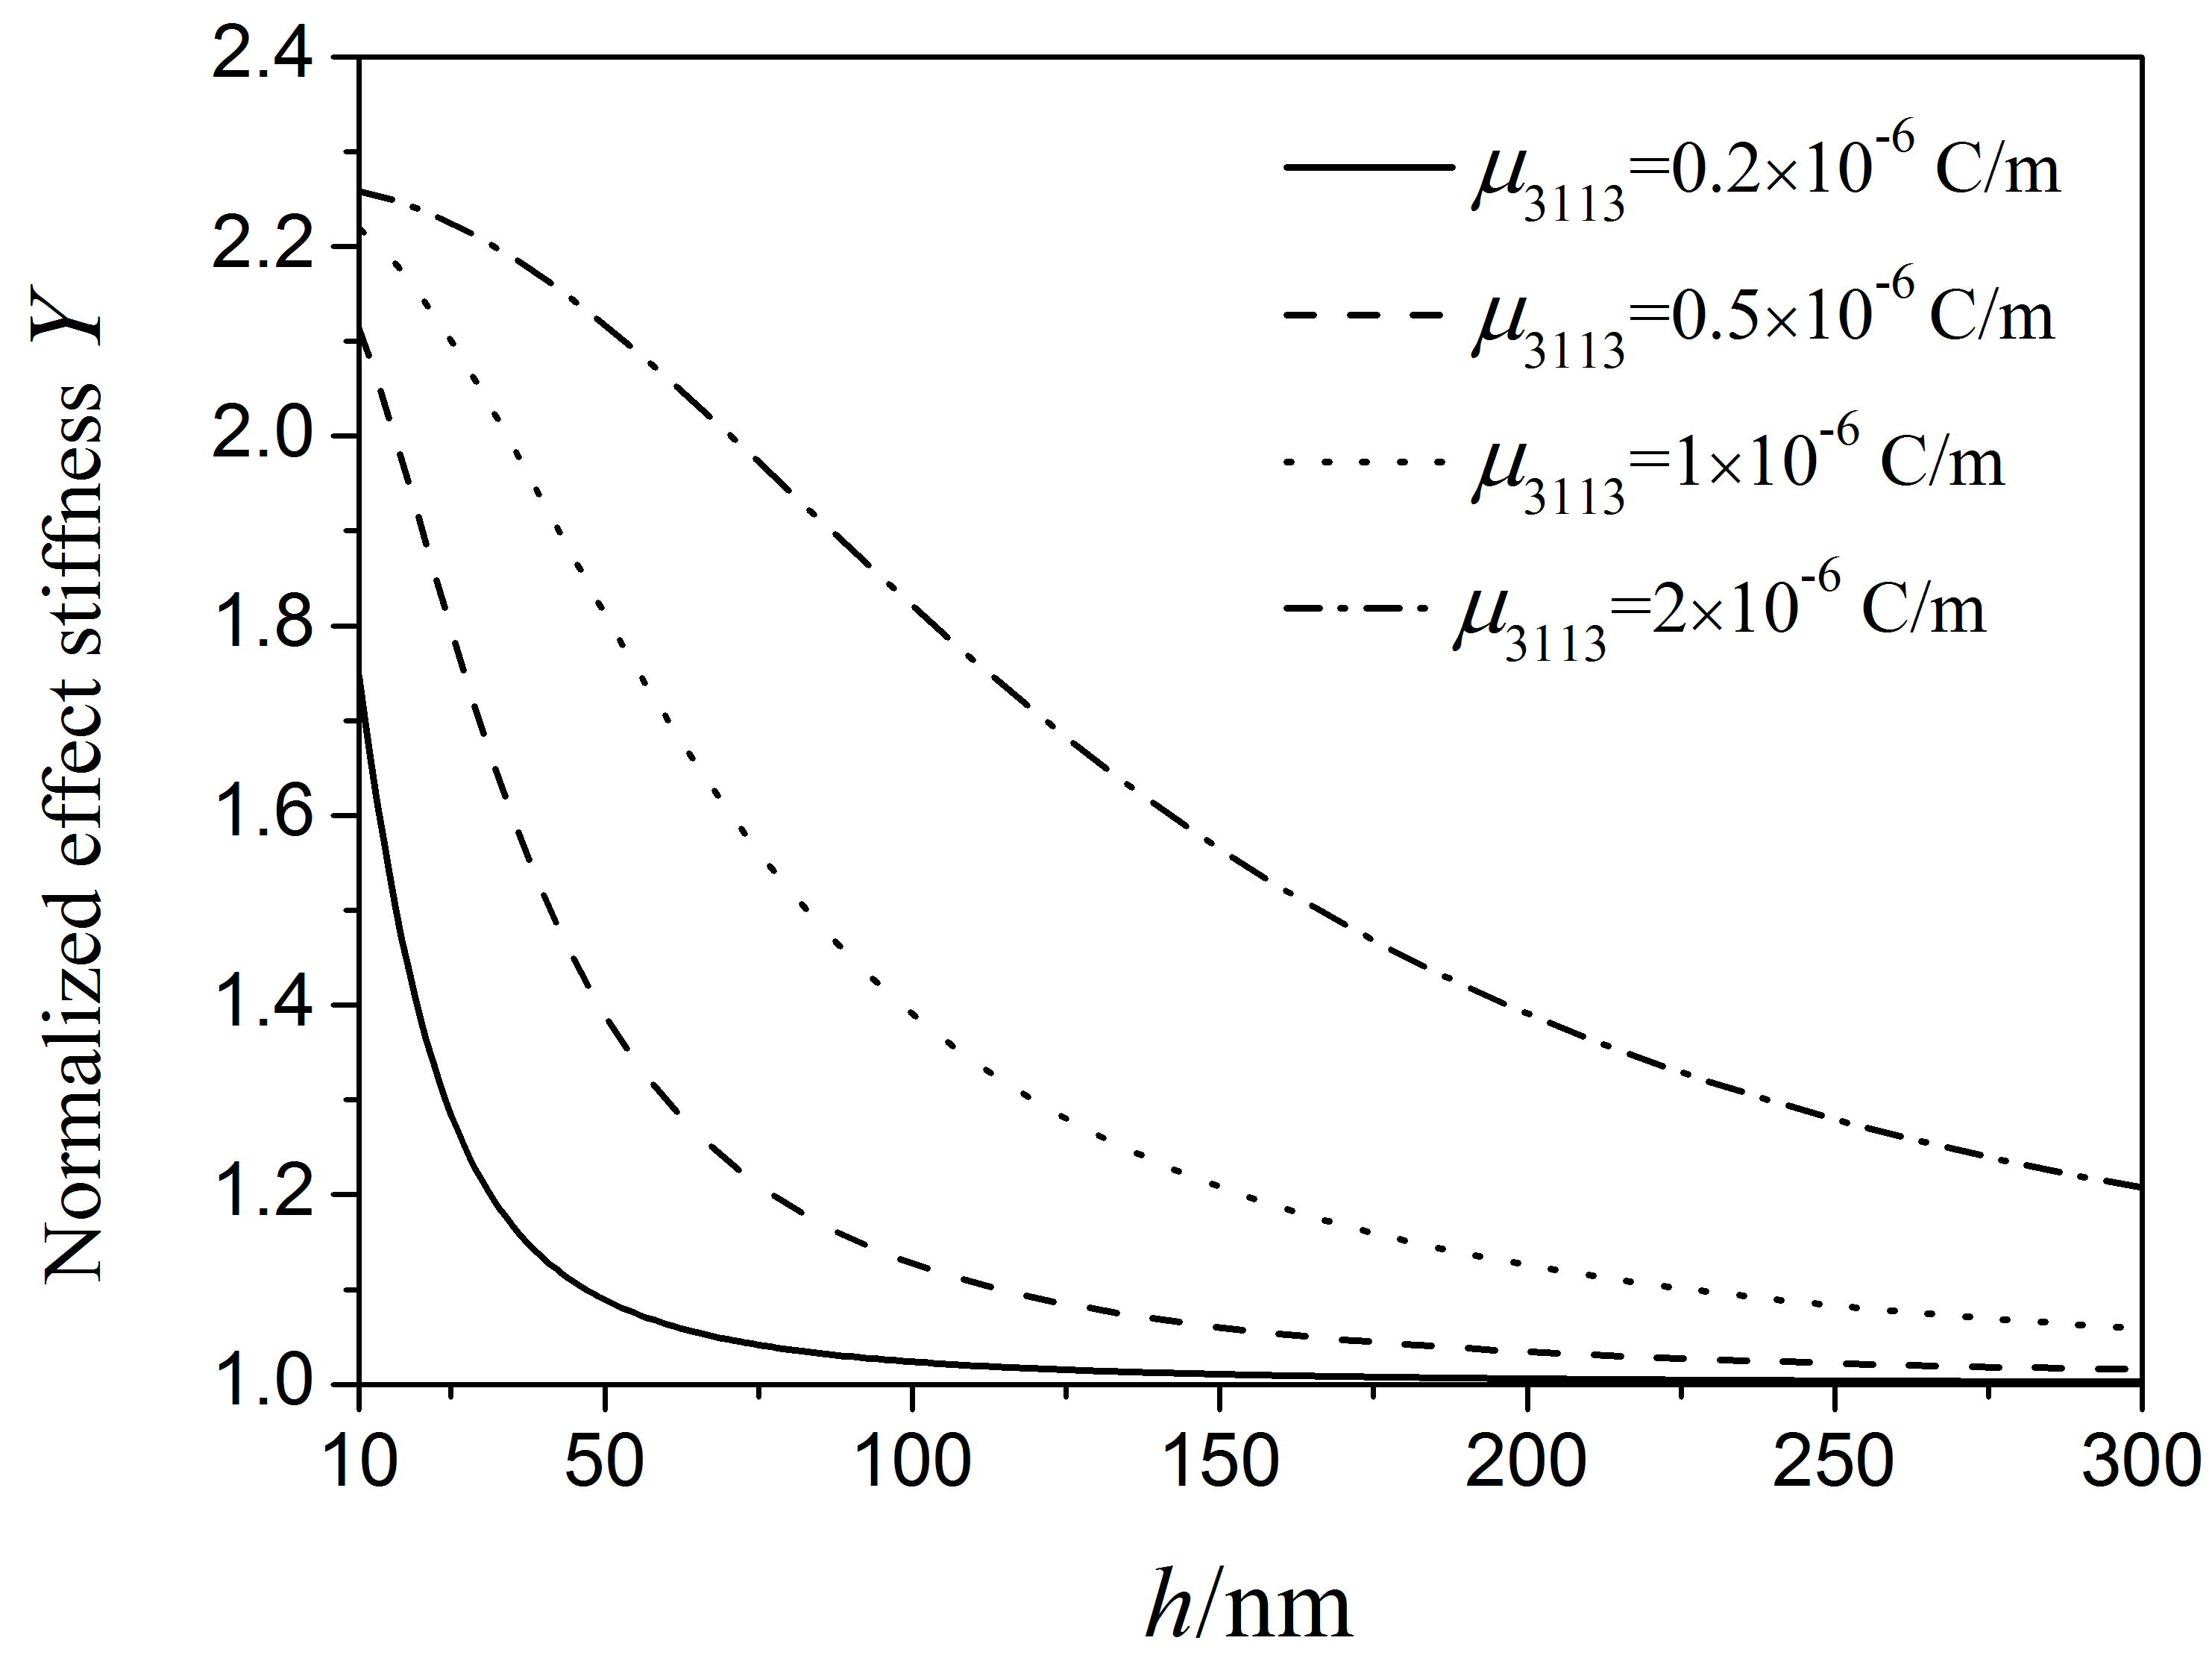 Normalized effect stiffness Y
2.4
2.2
2.0
1.8
1.6
1.4
1.2
1.0
μ3113=0.2×10-6 C/m
μ3113=0.5×10-6 C/m
μ3113=1×10-6 C/m
μ3113=2×10-6 C/m
10 50 100 150 200 250 300
h/nm